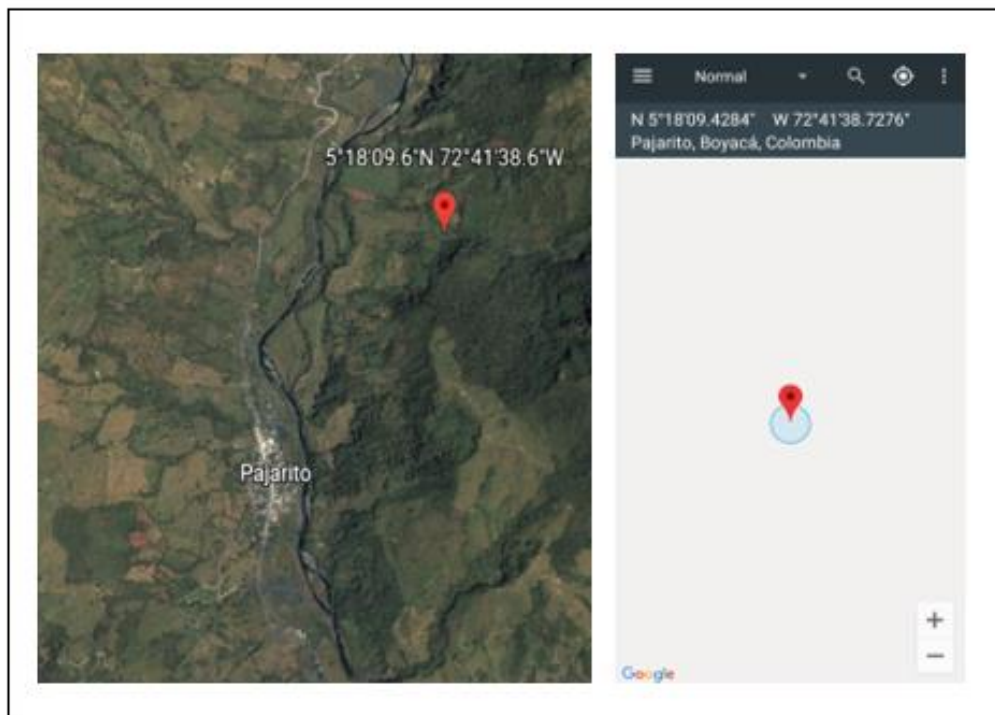 5°18'09.6"N 72°41'38.6"W
Pajarito
Normal
N 5°18'09.4284" W 72°41'38.7276"
Pajarito, Boyacá, Colombia
Google